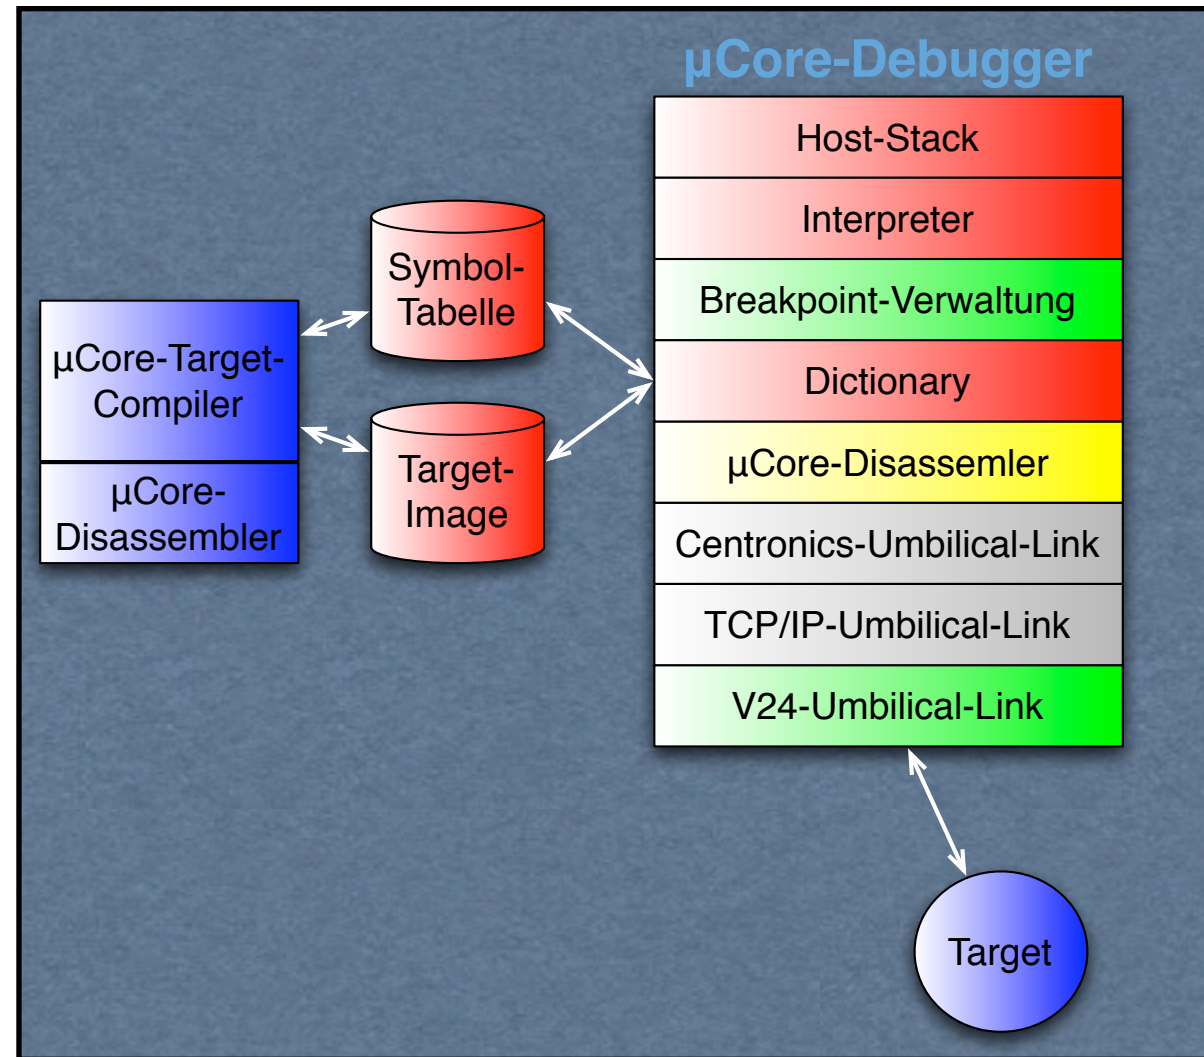 µCore-Debugger
Host-Stack
Interpreter
Breakpoint-Verwaltung
Dictionary
µCore-Disassemler
Centronics-Umbilical-Link
TCP/IP-Umbilical-Link
V24-Umbilical-Link
Symbol-
Tabelle
Target-
Image
µCore-Target-
Compiler
µCore-
Disassembler
Target